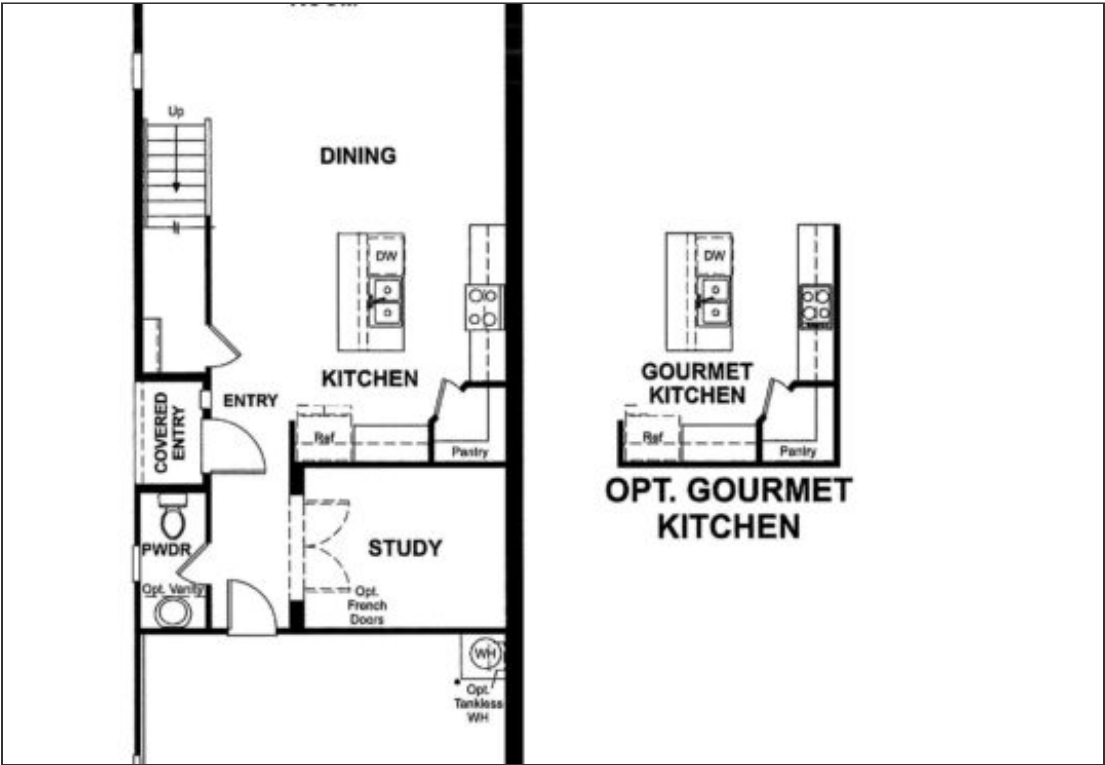 Up
DINING
DW
KITCHEN
ENTRY
COVERED
ENTRY
Ref
Pantry
PWDR
Opt. Vanity
STUDY
Opt.
French
Doors
WH
Opt.
Tankless
WH
DW
GOURMET
KITCHEN
Ref
Pantry
OPT. GOURMET
KITCHEN